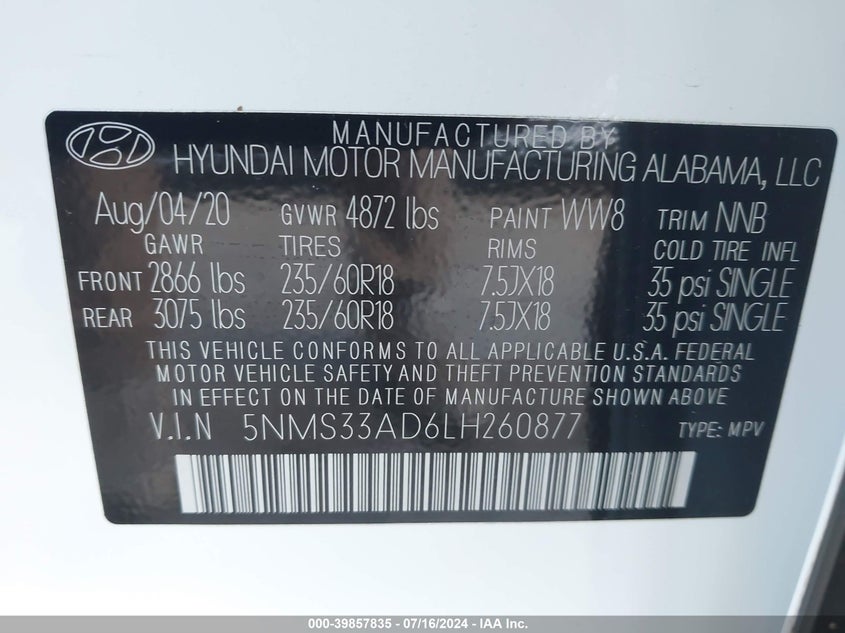 MANUFACTURED BY
HYUNDAI MOTOR MANUFACTURING ALABAMA, LLC
Aug/04/20 GVWR 4872 lbs PAINT WW8 TRIM NNB
GAWR TIRES RIMS COLD TIRE INFL
FRONT 2866 lbs 235/60R18 7.5JX18 35 psi SINGLE
REAR 3075 lbs 235/60R18 7.5JX18 35 psi SINGLE
THIS VEHICLE CONFORMS TO ALL APPLICABLE U.S.A. FEDERAL
MOTOR VEHICLE SAFETY AND THEFT PREVENTION STANDARDS
IN EFFECT ON THE DATE OF MANUFACTURE SHOWN ABOVE
V.I.N 5NMS33AD6LH260877 TYPE: MPV
000-39857835 - 07/16/2024 - IAA Inc.